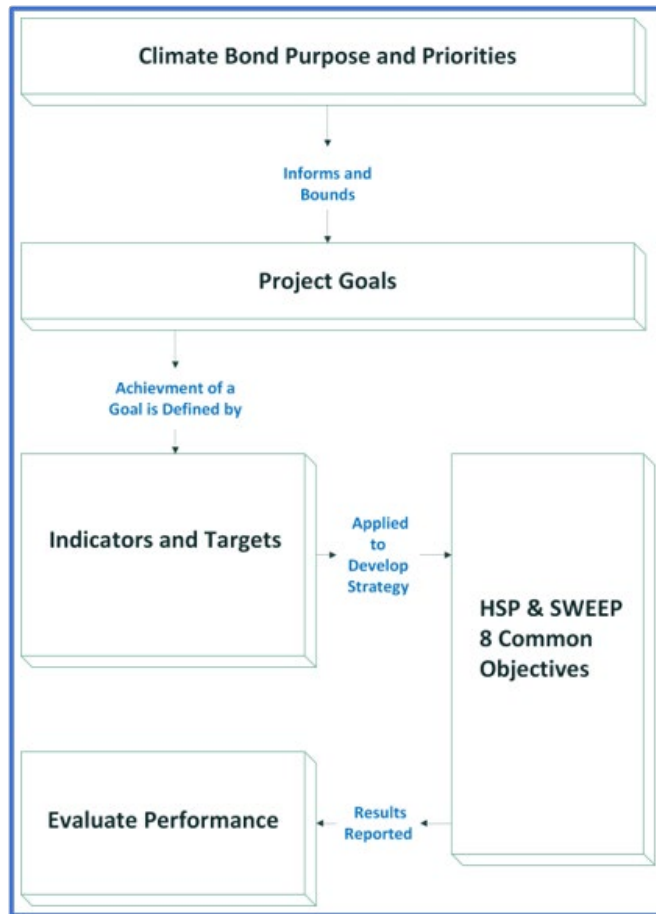 Climate Bond Purpose and Priorities
Informs and
Bounds
Project Goals
Achievment of a
Goal is Defined by
Indicators and Targets
Applied
to
Develop
Strategy
HSP & SWEEP
8 Common
Objectives
Results
Reported
Evaluate Performance